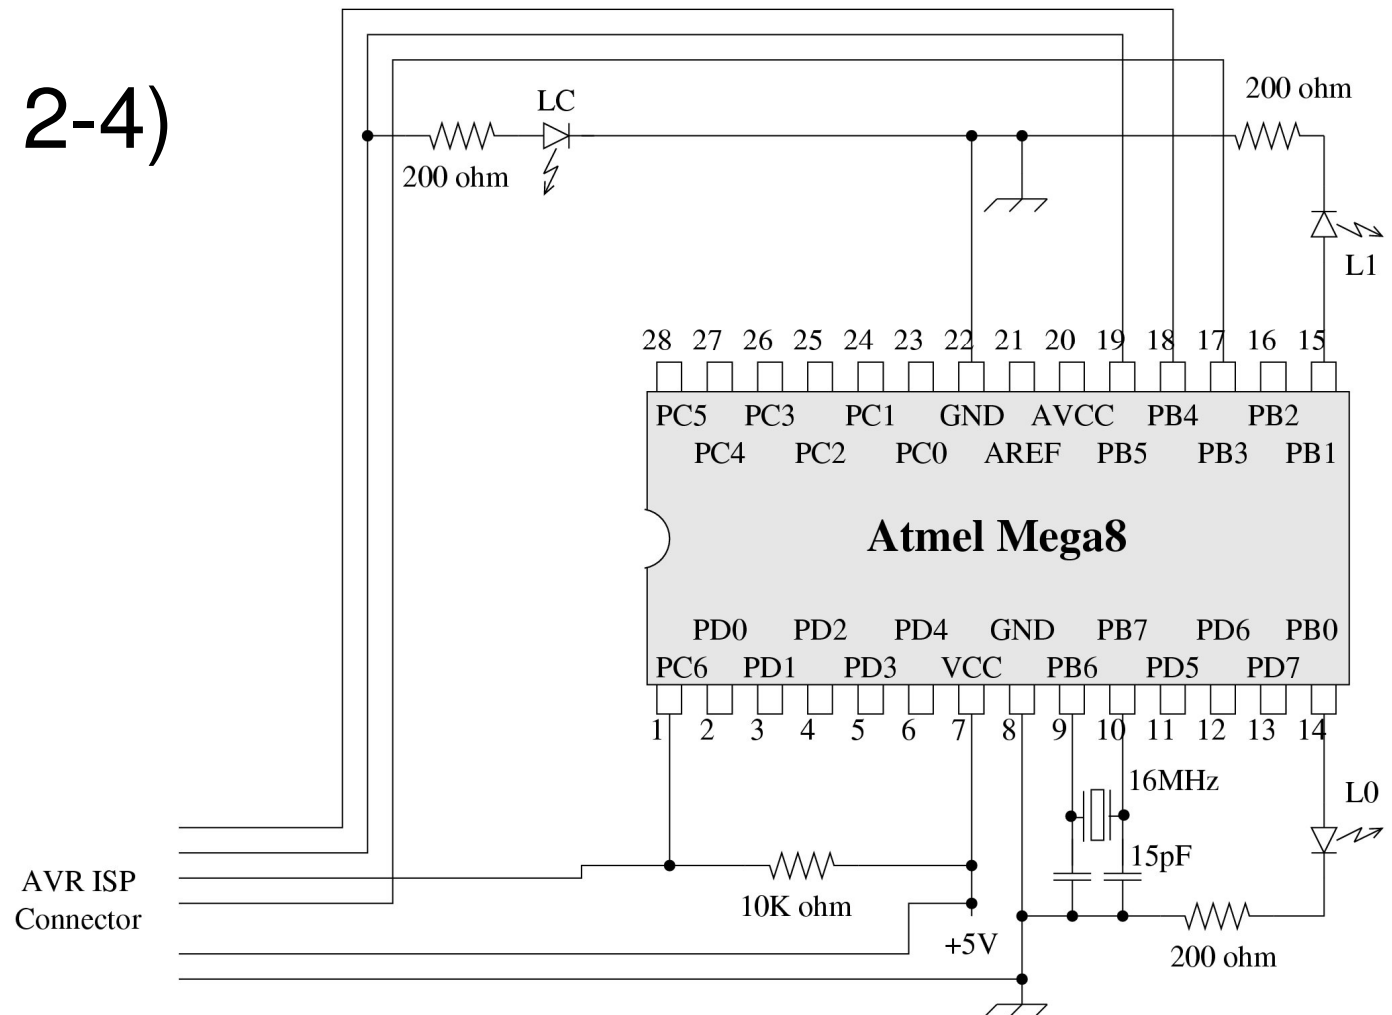 2-4)
LC
200 ohm
200 ohm
L1
28 27 26 25 24 23 22 21 20 19 18 17 16 15
PC5 PC3 PC1 GND AVCC PB4 PB2
PC4 PC2 PC0 AREF PB5 PB3 PB1
Atmel Mega8
PD0 PD2 PD4 GND PB7 PD6 PB0
PC6 PD1 PD3 VCC PB6 PD5 PD7
1 2 3 4 5 6 7 8 9 10 11 12 13 14
16MHz
L0
15pF
AVR ISP
Connector
10K ohm
+5V
200 ohm